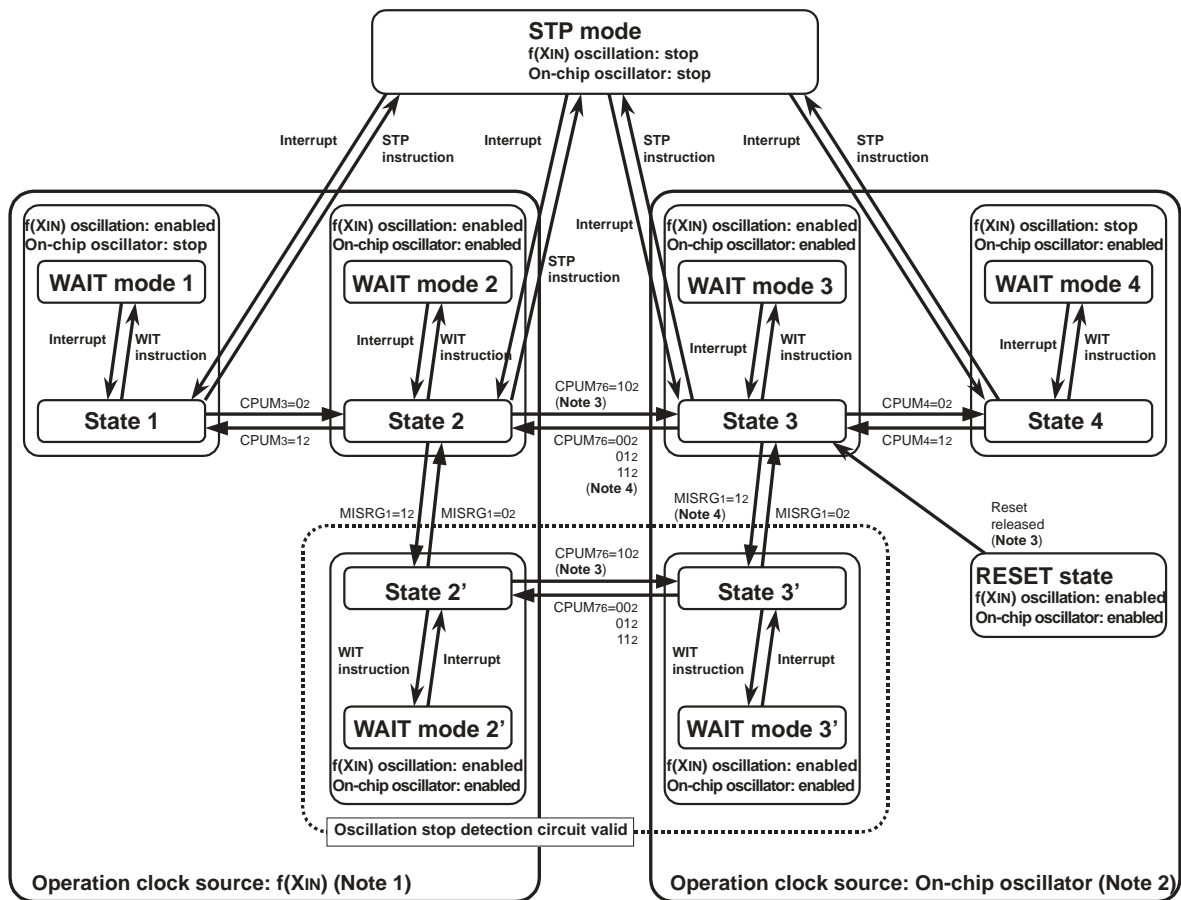 STP mode
f(XIN) oscillation: stop
On-chip oscillator: stop
Interrupt
STP
instruction
Interrupt
STP
instruction
Interrupt
STP
instruction
Interrupt
STP
instruction
f(XIN) oscillation: enabled
On-chip oscillator: stop
WAIT mode 1
Interrupt
WIT
instruction
State 1
CPUM3=02
CPUM3=12
f(XIN) oscillation: enabled
On-chip oscillator: enabled
WAIT mode 2
Interrupt
WIT
instruction
State 2
CPUM76=102
(Note 3)
CPUM76=002
012
112
(Note 4)
f(XIN) oscillation: enabled
On-chip oscillator: enabled
WAIT mode 3
Interrupt
WIT
instruction
State 3
CPUM4=02
CPUM4=12
f(XIN) oscillation: stop
On-chip oscillator: enabled
WAIT mode 4
Interrupt
WIT
instruction
State 4
MISRG1=12
MISRG1=02
MISRG1=12
(Note 4)
MISRG1=02
Reset
released
(Note 3)
RESET state
f(XIN) oscillation: enabled
On-chip oscillator: enabled
State 2’
CPUM76=102
(Note 3)
CPUM76=002
012
112
State 3’
WIT
instruction
Interrupt
WIT
instruction
Interrupt
WAIT mode 2’
f(XIN) oscillation: enabled
On-chip oscillator: enabled
WAIT mode 3’
f(XIN) oscillation: enabled
On-chip oscillator: enabled
Oscillation stop detection circuit valid
Operation clock source: f(XIN) (Note 1)
Operation clock source: On-chip oscillator (Note 2)